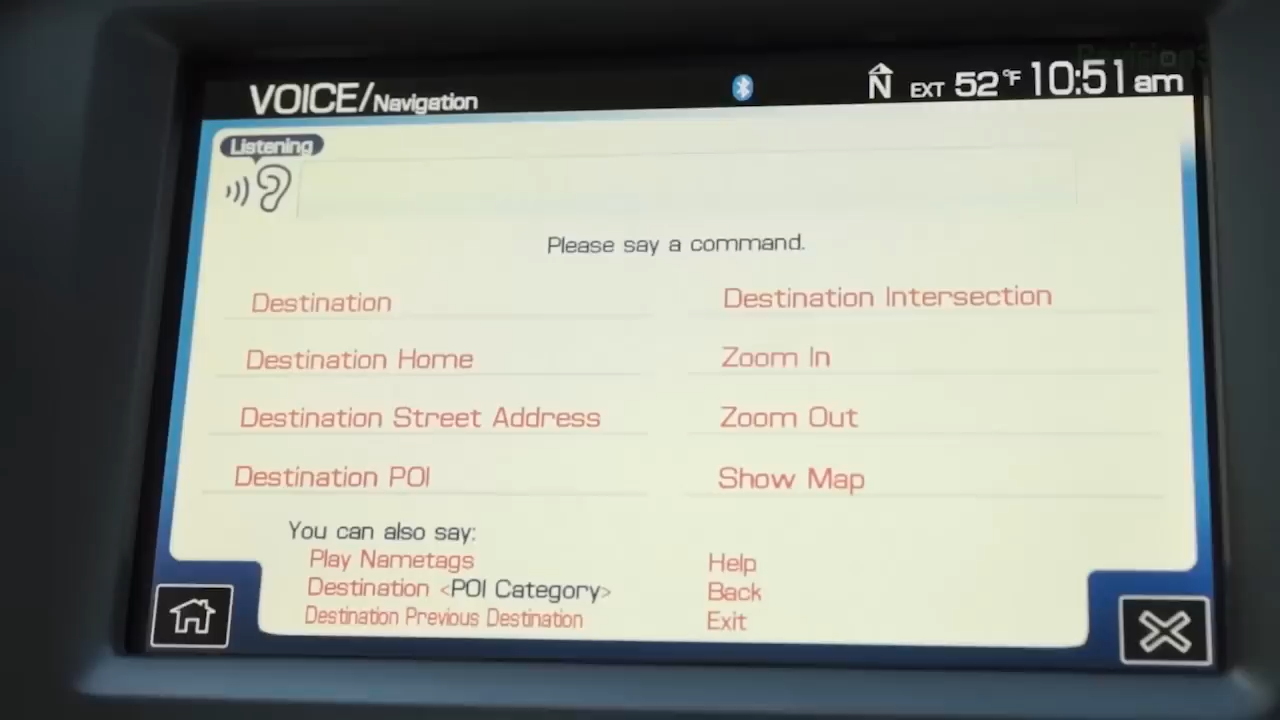 VOICE/Navigation
N EXT 52°F 10:51am
Listening
Please say a command.
Destination
Destination Intersection
Destination Home
Zoom In
Destination Street Address
Zoom Out
Destination POI
Show Map
You can also say:
Play Nametags
Help
Destination <POI Category>
Back
Destination Previous Destination
Exit